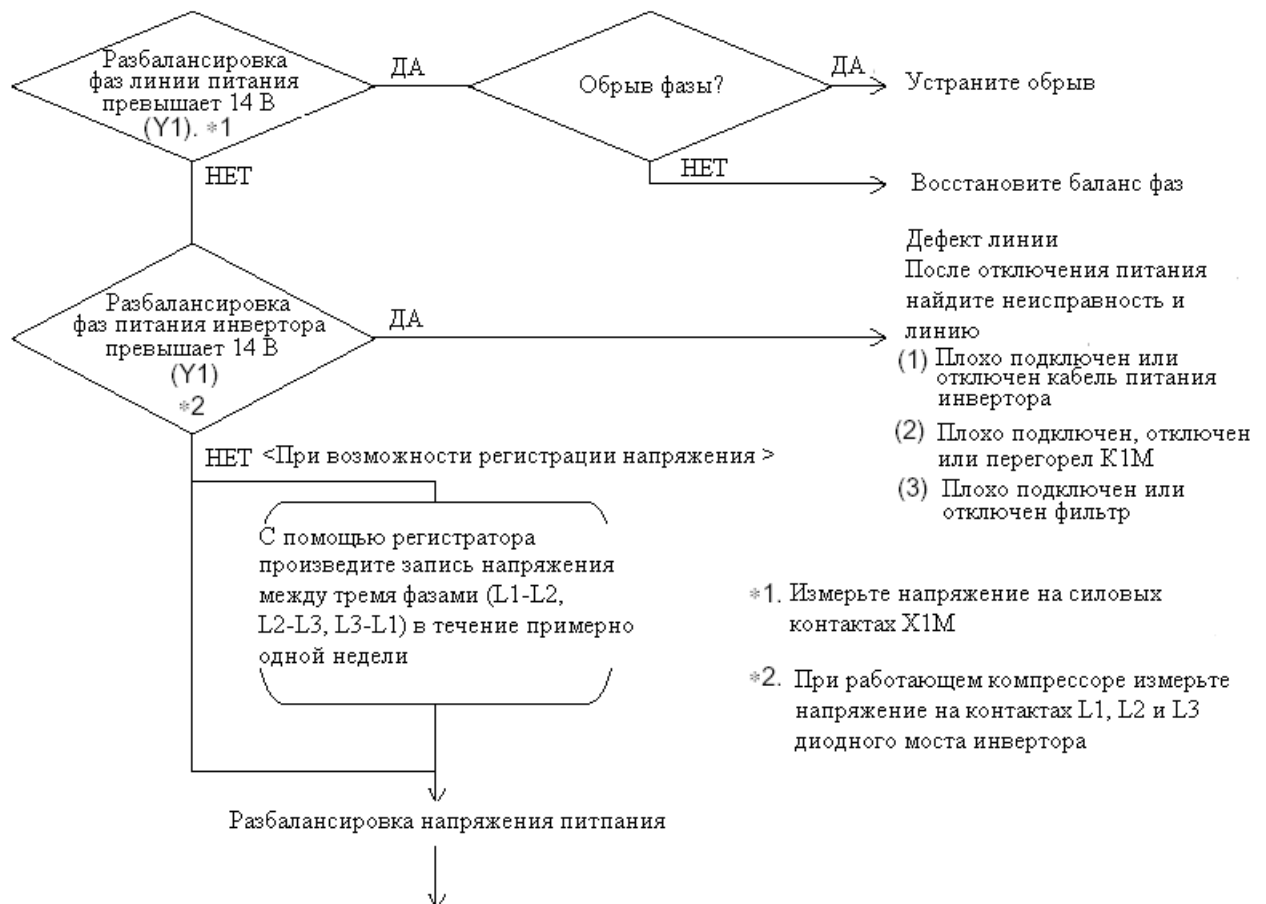 Разбалансировка
фаз линии питания
превышает 14 В
(Y1). *1
ДА
Обрыв фазы?
ДА
Устраните обрыв
НЕТ
НЕТ
Восстановите баланс фаз
Разбалансировка
фаз питания инвертора
превышает 14 В
(Y1)
*2
ДА
Дефект линии
После отключения питания
найдите неисправность и
линию
(1) Плохо подключен или
отключен кабель питания
инвертора
(2) Плохо подключен, отключен
или перегорел K1M
(3) Плохо подключен или
отключен фильтр
НЕТ <При возможности регистрации напряжения >
С помощью регистратора
произведите запись напряжения
между тремя фазами (L1-L2,
L2-L3, L3-L1) в течение примерно
одной недели
*1. Измерьте напряжение на силовых
контактах X1M
*2. При работающем компрессоре измерьте
напряжение на контактах L1, L2 и L3
диодного моста инвертора
Разбалансировка напряжения питпания